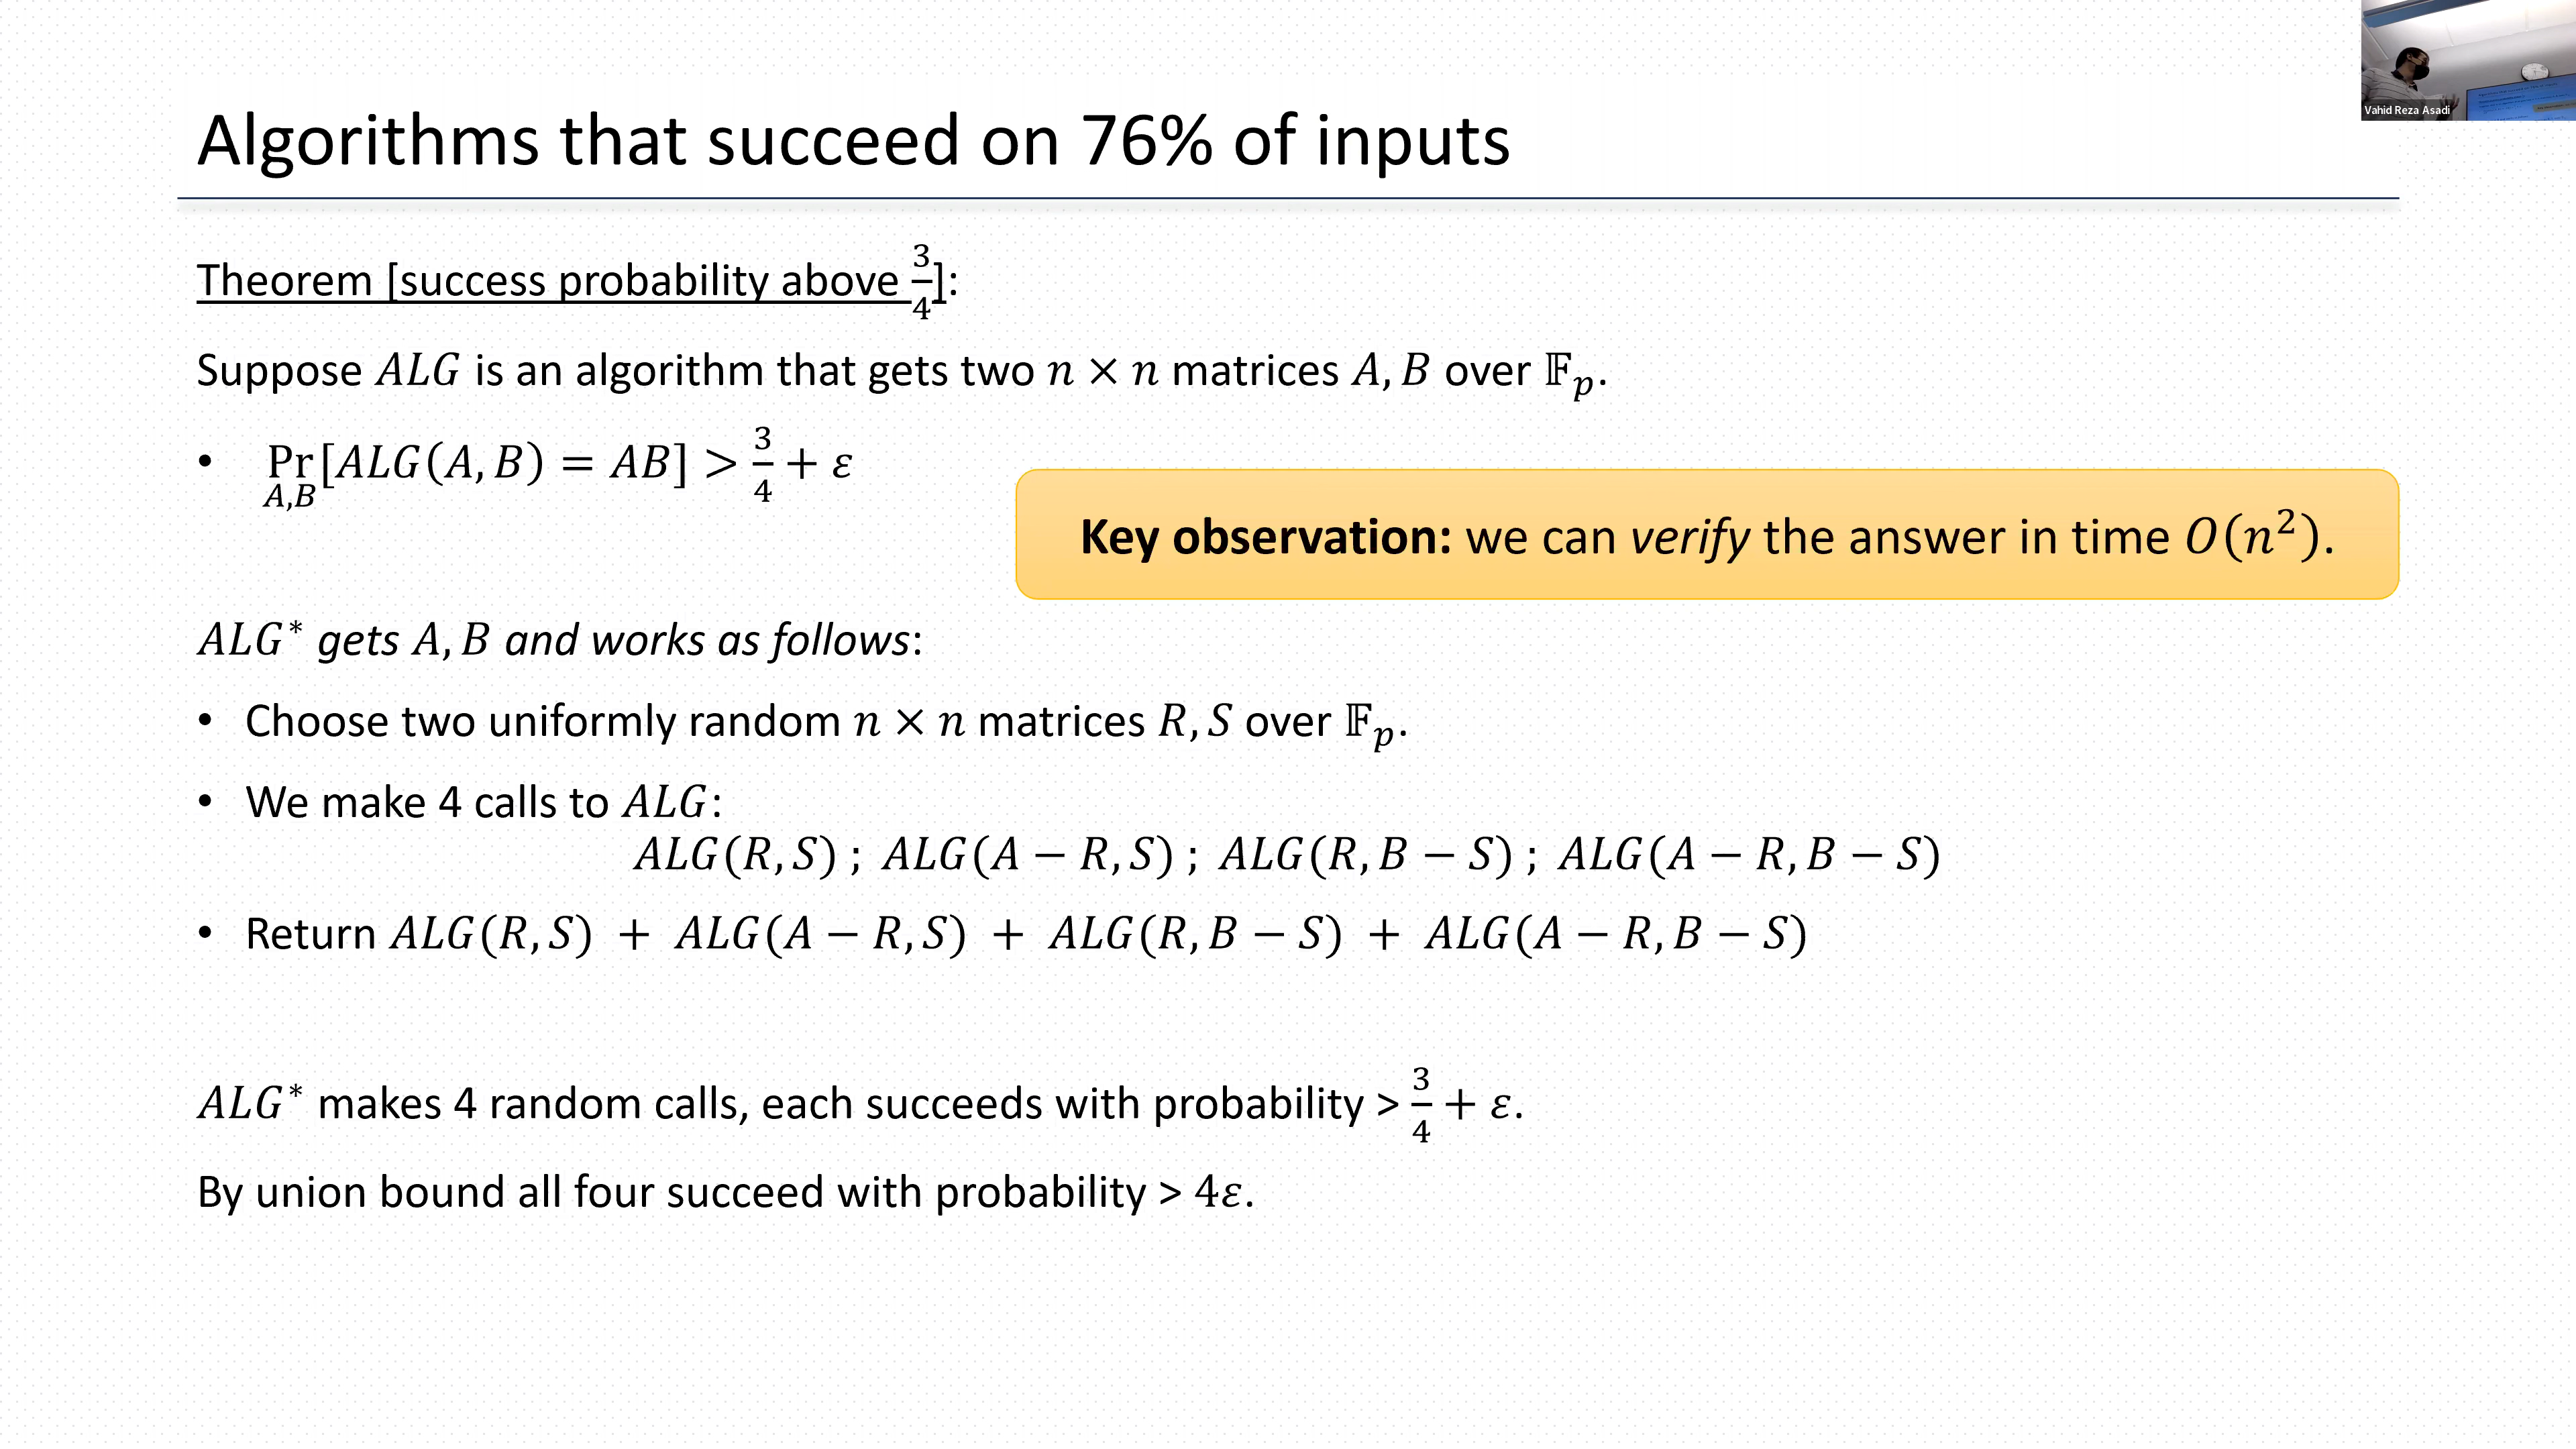 Vahid Reza Asadi
Algorithms that succeed on 76% of inputs
Theorem [success probability above 3/4]:
Suppose ALG is an algorithm that gets two n × n matrices A, B over 𝔽_p.
• Pr_{A,B}[ALG(A, B) = AB] > 3/4 + ε
Key observation: we can verify the answer in time O(n²).
ALG* gets A, B and works as follows:
• Choose two uniformly random n × n matrices R, S over 𝔽_p.
• We make 4 calls to ALG:
ALG(R, S) ; ALG(A − R, S) ; ALG(R, B − S) ; ALG(A − R, B − S)
• Return ALG(R, S) + ALG(A − R, S) + ALG(R, B − S) + ALG(A − R, B − S)
ALG* makes 4 random calls, each succeeds with probability > 3/4 + ε.
By union bound all four succeed with probability > 4ε.